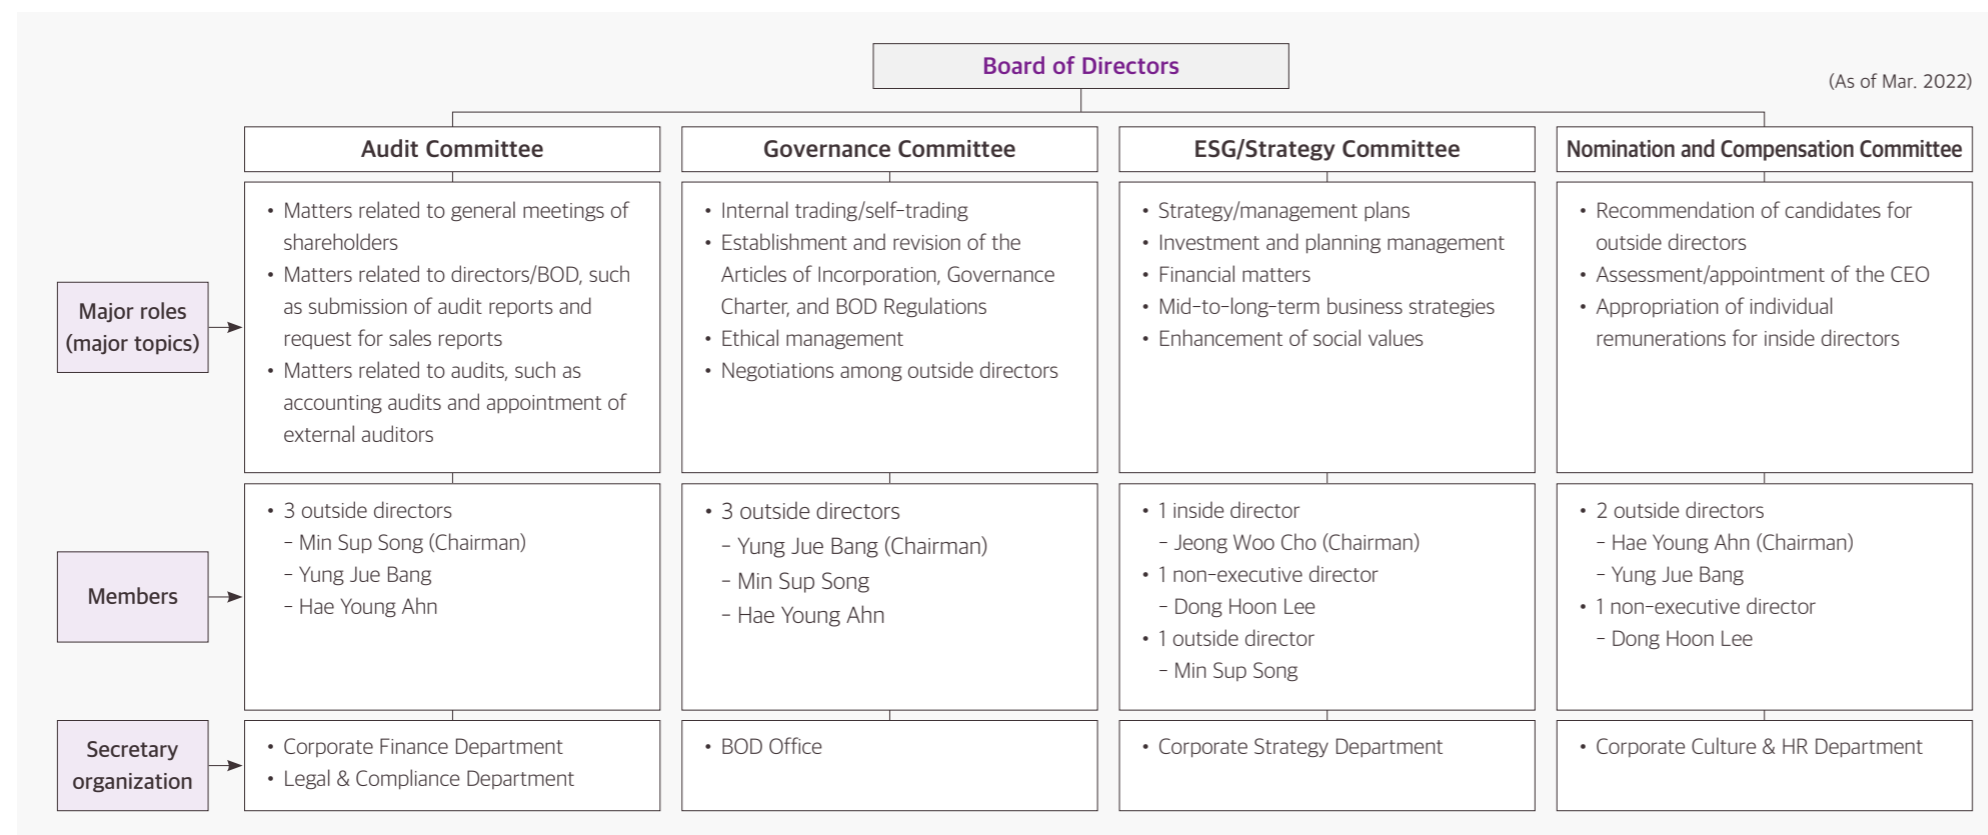 Board of Directors
(As of Mar. 2022)
Audit Committee
Governance Committee
ESG/Strategy Committee
Nomination and Compensation Committee
Major roles
(major topics)
• Matters related to general meetings of
shareholders
• Matters related to directors/BOD, such
as submission of audit reports and
request for sales reports
• Matters related to audits, such as
accounting audits and appointment of
external auditors
• Internal trading/self-trading
• Establishment and revision of the
Articles of Incorporation, Governance
Charter, and BOD Regulations
• Ethical management
• Negotiations among outside directors
• Strategy/management plans
• Investment and planning management
• Financial matters
• Mid-to-long-term business strategies
• Enhancement of social values
• Recommendation of candidates for
outside directors
• Assessment/appointment of the CEO
• Appropriation of individual
remunerations for inside directors
Members
• 3 outside directors
- Min Sup Song (Chairman)
- Yung Jue Bang
- Hae Young Ahn
• 3 outside directors
- Yung Jue Bang (Chairman)
- Min Sup Song
- Hae Young Ahn
• 1 inside director
- Jeong Woo Cho (Chairman)
• 1 non-executive director
- Dong Hoon Lee
• 1 outside director
- Min Sup Song
• 2 outside directors
- Hae Young Ahn (Chairman)
- Yung Jue Bang
• 1 non-executive director
- Dong Hoon Lee
Secretary
organization
• Corporate Finance Department
• Legal & Compliance Department
• BOD Office
• Corporate Strategy Department
• Corporate Culture & HR Department